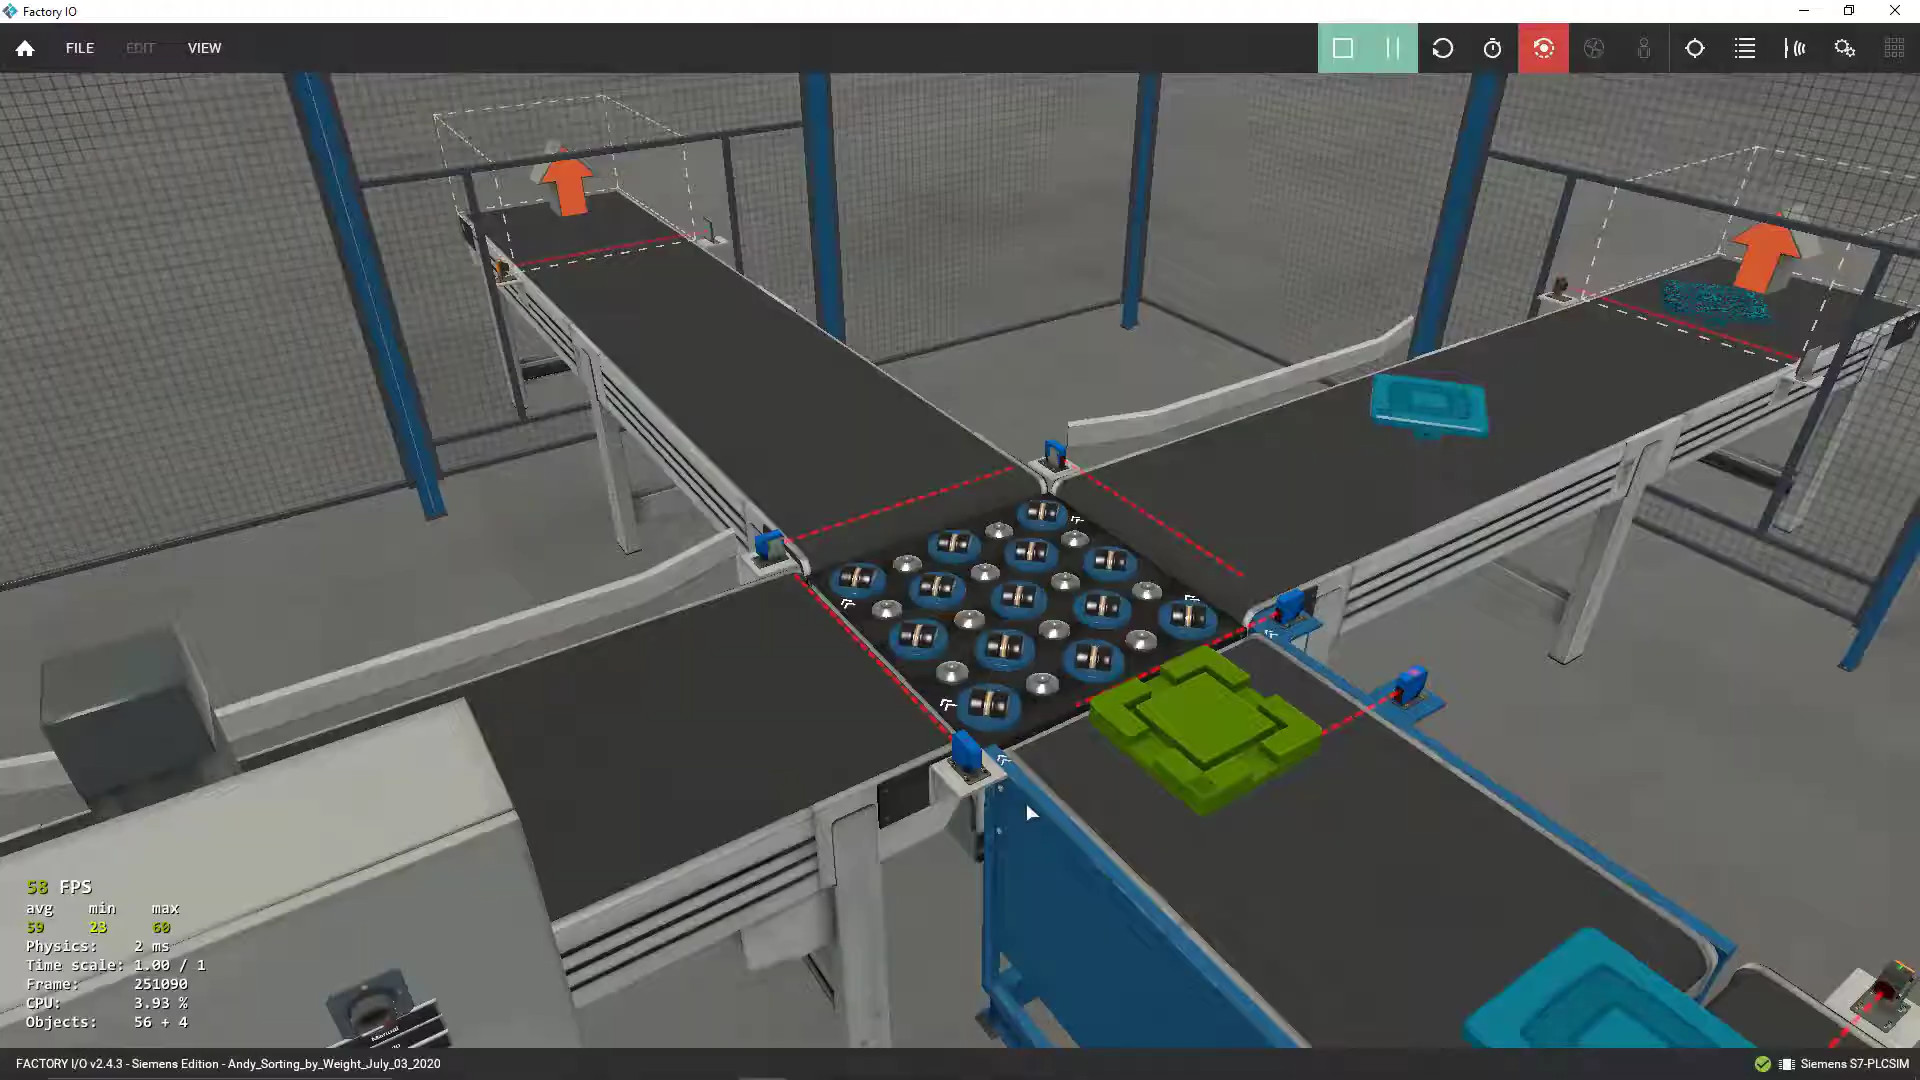 Factory IO
FILE EDIT VIEW
58 FPS
avg min max
59 23 60
Physics: 2 ms
Time scale: 1.00 / 1
Frame: 251090
CPU: 3.93 %
Objects: 56 + 4
FACTORY I/O v2.4.3 - Siemens Edition - Andy_Sorting_by_Weight_July_03_2020
Siemens S7-PLCSIM